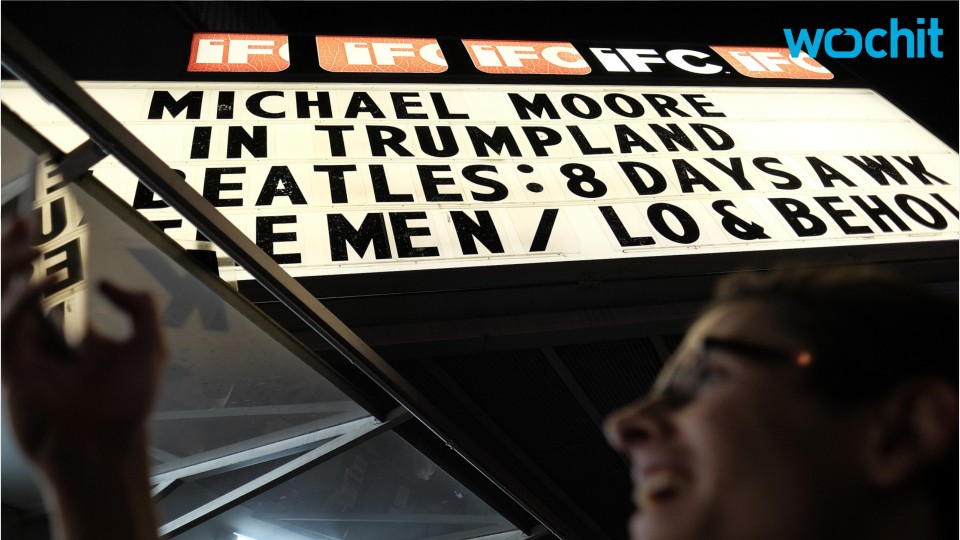 iFC iFC iFC iFC iFC wochit
MICHAEL MOORE
IN TRUMPLAND
BEATLES: 8 DAYS A WK
MEN / LO & BEHOL